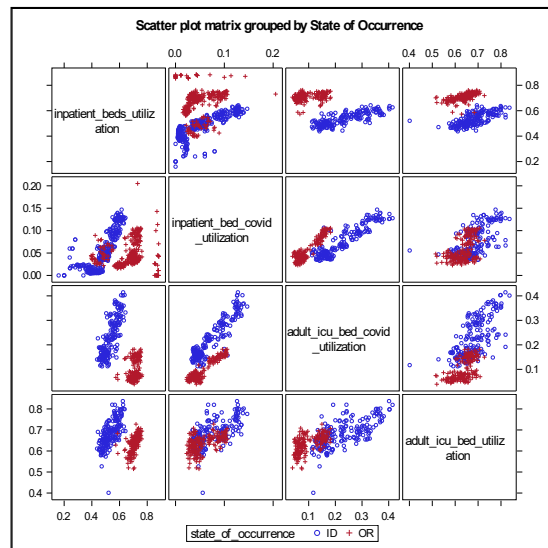 Scatter plot matrix grouped by State of Occurrence
0.0 0.1 0.2 0.4 0.5 0.6 0.7 0.8
inpatient_beds_utiliz
ation
0.8
0.6
0.4
0.2
0.20
0.15
0.10
0.05
0.00
inpatient_bed_covid
_utilization
adult_icu_bed_covid
_utilization
0.4
0.3
0.2
0.1
0.8
0.7
0.6
0.5
0.4
adult_icu_bed_utiliz
ation
0.2 0.4 0.6 0.8 0.1 0.2 0.3 0.4
state_of_occurrence ID OR